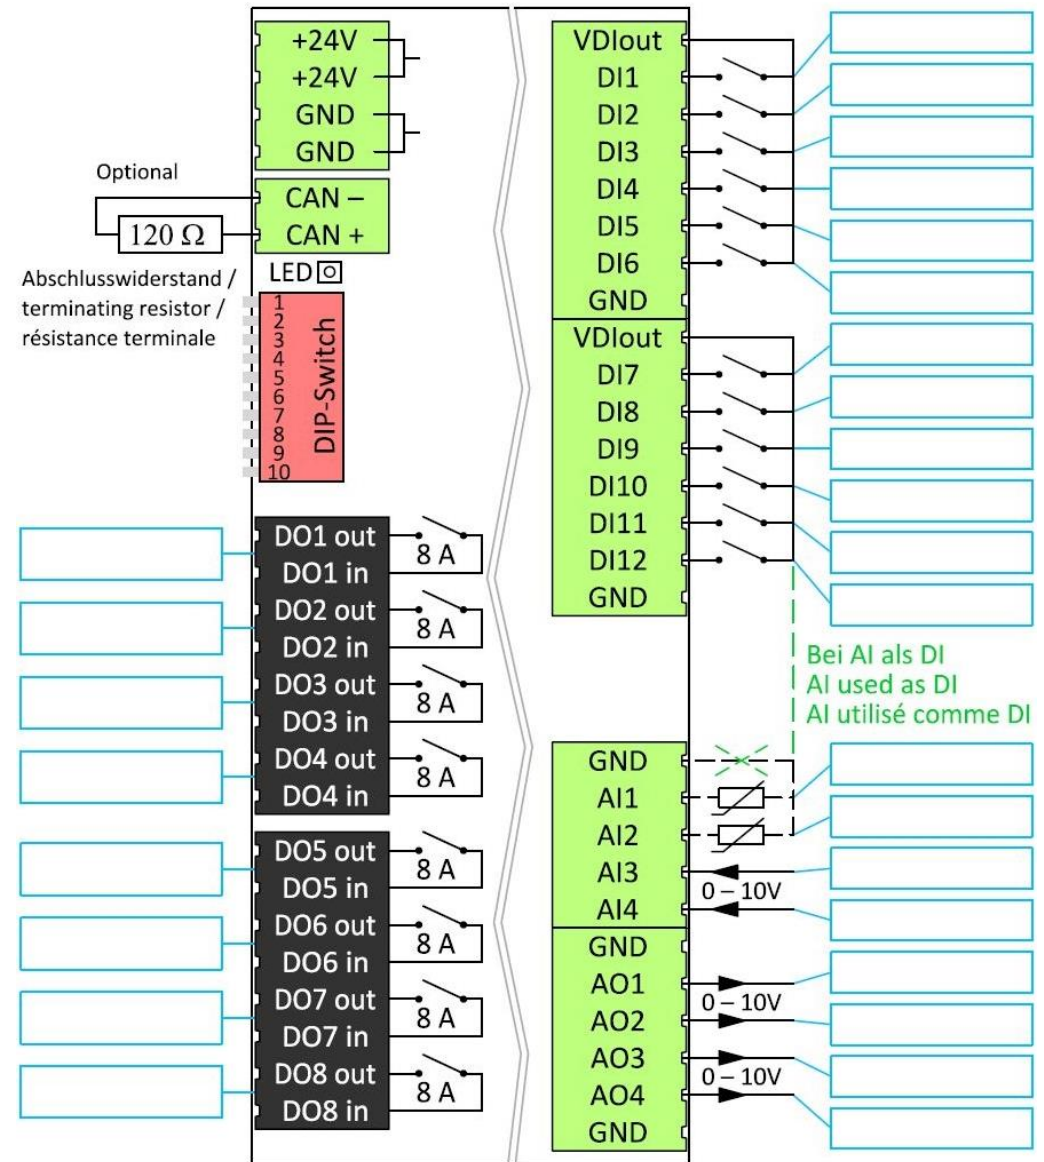 +24V
+24V
GND
GND
Optional
CAN –
CAN +
120 Ω
Abschlusswiderstand /
terminating resistor /
résistance terminale
LED
1
2
3
4
5
6
7
8
9
10
DIP-Switch
DO1 out
DO1 in
8 A
DO2 out
DO2 in
8 A
DO3 out
DO3 in
8 A
DO4 out
DO4 in
8 A
DO5 out
DO5 in
8 A
DO6 out
DO6 in
8 A
DO7 out
DO7 in
8 A
DO8 out
DO8 in
8 A
VDIout
DI1
DI2
DI3
DI4
DI5
DI6
GND
VDIout
DI7
DI8
DI9
DI10
DI11
DI12
GND
Bei AI als DI
AI used as DI
AI utilisé comme DI
GND
AI1
AI2
AI3
0 – 10V
AI4
GND
AO1
0 – 10V
AO2
AO3
0 – 10V
AO4
GND